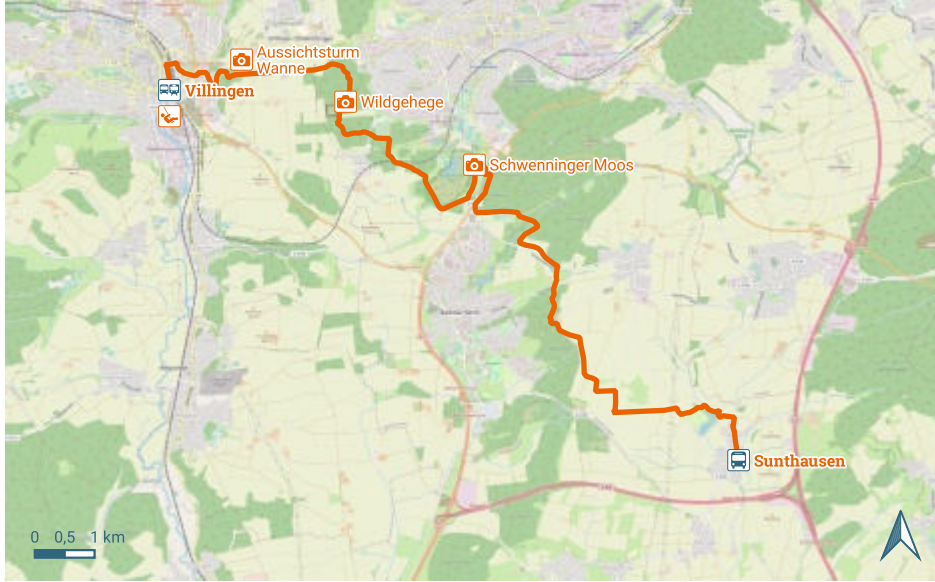 Aussichtsturm
Wanne
Villingen
Wildgehege
Schwenninger Moos
Sunthausen
0 0,5 1 km